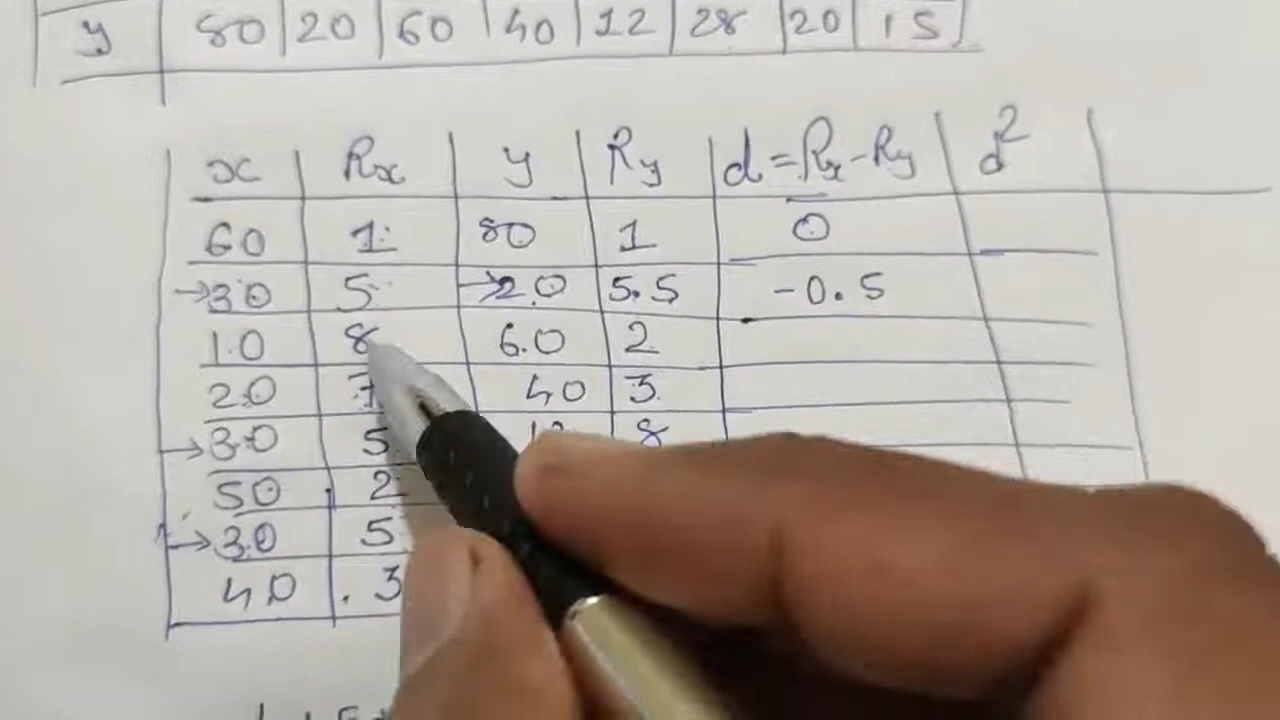 y 80 20 60 40 12 28 20 15
x Rx y Ry d=Rx-Ry d²
60 1 80 1 0
→30 5 →20 5.5 -0.5
10 8 60 2
20 7 40 3
→30 5 8
50 2
→30 5
40 3